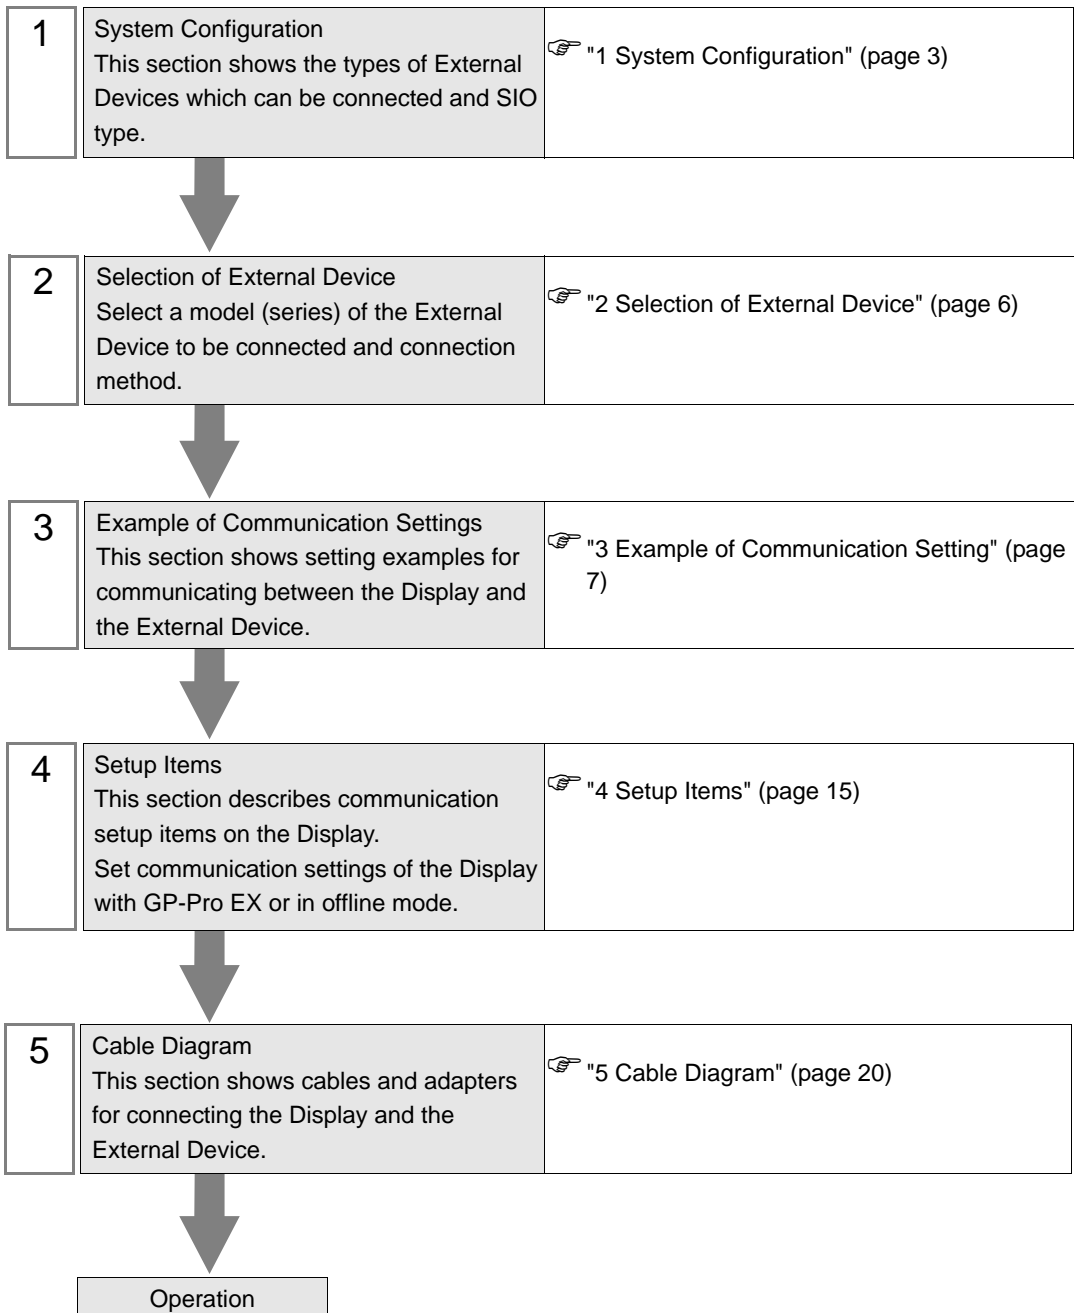 1
System Configuration
This section shows the types of External
Devices which can be connected and SIO
type.
"1 System Configuration" (page 3)
2
Selection of External Device
Select a model (series) of the External
Device to be connected and connection
method.
"2 Selection of External Device" (page 6)
3
Example of Communication Settings
This section shows setting examples for
communicating between the Display and
the External Device.
"3 Example of Communication Setting" (page
7)
4
Setup Items
This section describes communication
setup items on the Display.
Set communication settings of the Display
with GP-Pro EX or in offline mode.
"4 Setup Items" (page 15)
5
Cable Diagram
This section shows cables and adapters
for connecting the Display and the
External Device.
"5 Cable Diagram" (page 20)
Operation